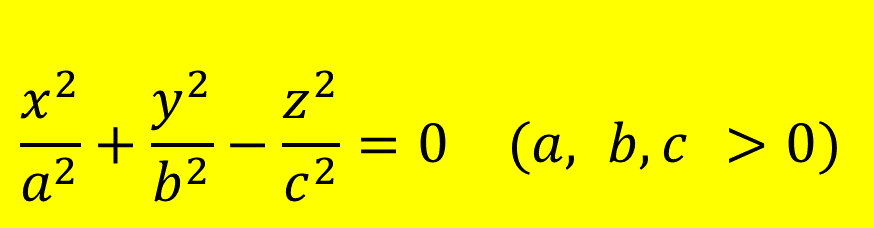 x²/a² + y²/b² − z²/c² = 0 (a, b, c > 0)